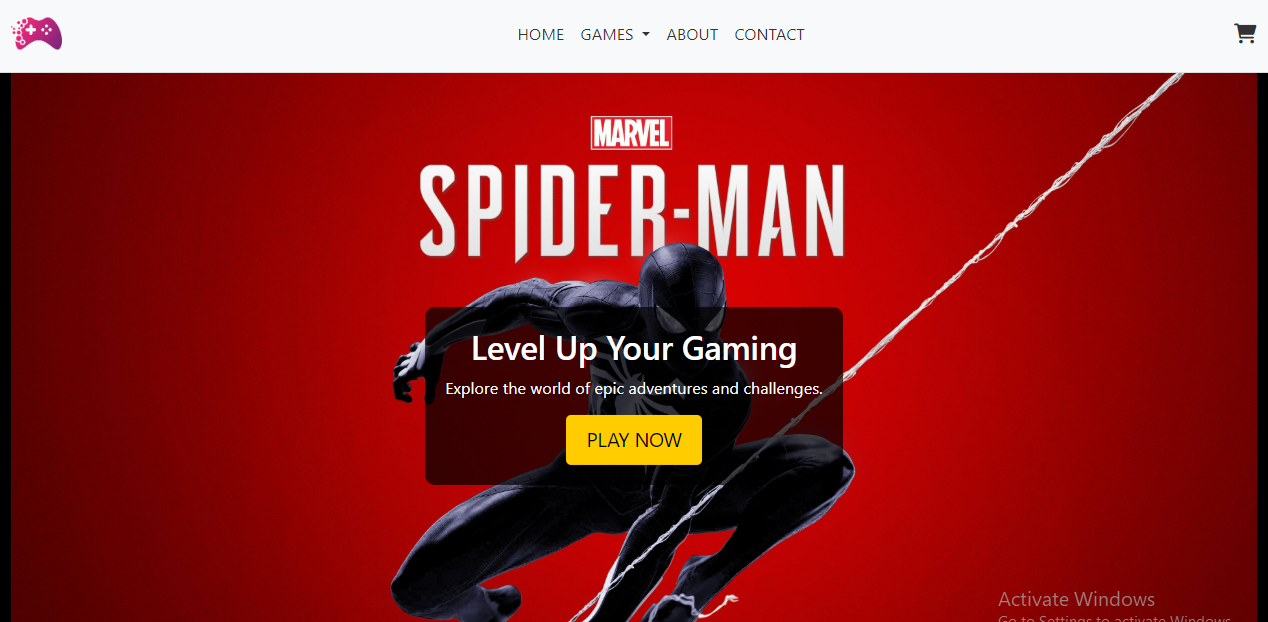 HOME GAMES ABOUT CONTACT
MARVEL
SPIDER-MAN
Level Up Your Gaming
Explore the world of epic adventures and challenges.
PLAY NOW
Activate Windows
Go to Settings to activate Windows.